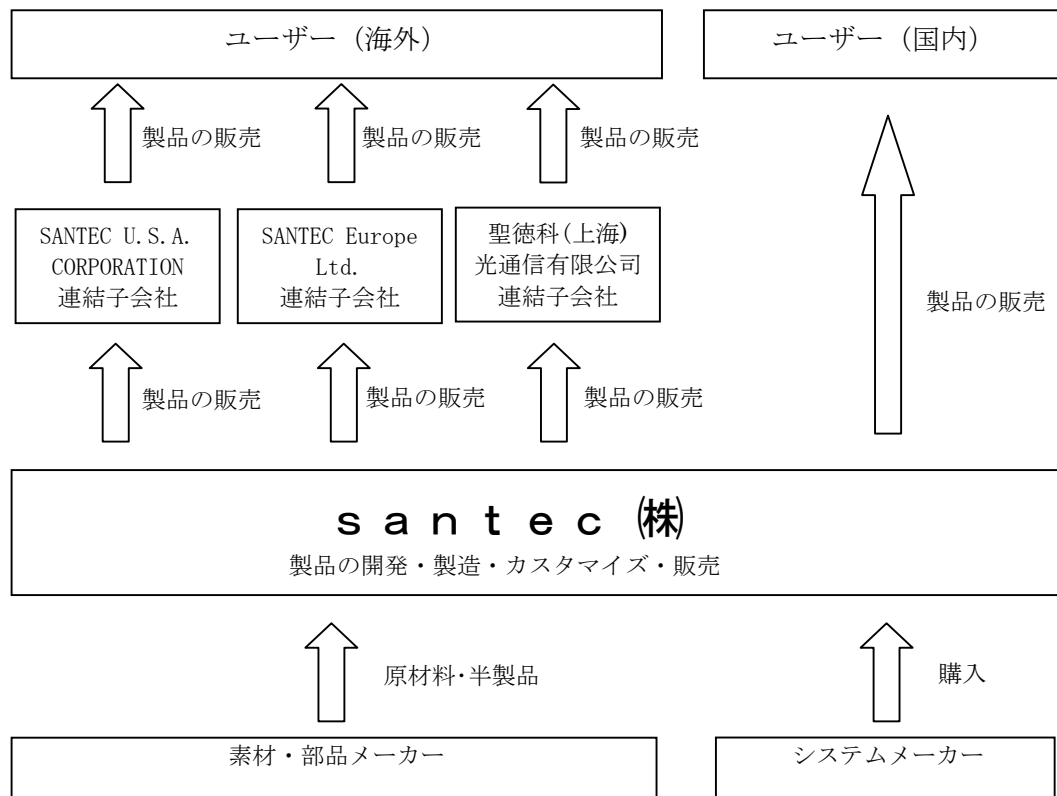 ユーザー（海外）
ユーザー（国内）
製品の販売
製品の販売
製品の販売
SANTEC U.S.A.
CORPORATION
連結子会社
SANTEC Europe
Ltd.
連結子会社
聖徳科(上海)
光通信有限公司
連結子会社
製品の販売
製品の販売
製品の販売
製品の販売
ｓａｎｔｅｃ㈱
製品の開発・製造・カスタマイズ・販売
原材料･半製品
購入
素材・部品メーカー
システムメーカー